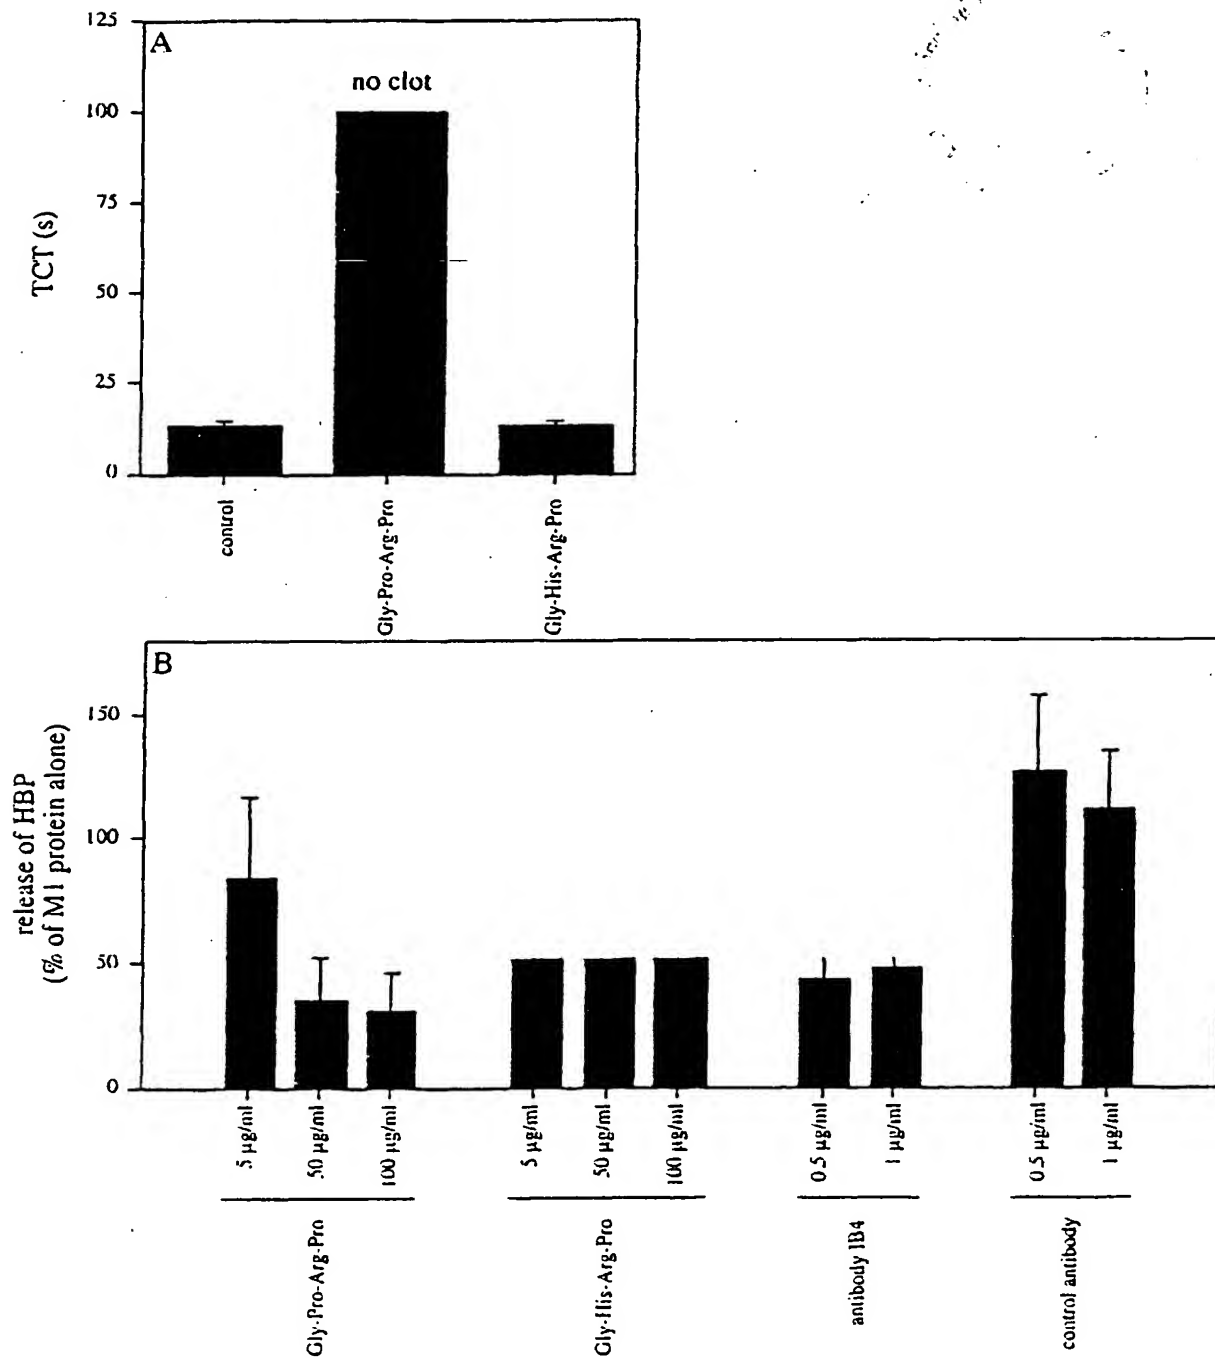 A
no clot
125
100
75
50
25
0
TCT (s)
control
Gly-Pro-Arg-Pro
Gly-His-Arg-Pro
B
150
100
50
0
release of HBP
(% of M1 protein alone)
5 µg/ml
50 µg/ml
100 µg/ml
5 µg/ml
50 µg/ml
100 µg/ml
0.5 µg/ml
1 µg/ml
0.5 µg/ml
1 µg/ml
Gly-Pro-Arg-Pro
Gly-His-Arg-Pro
antibody IB4
control antibody